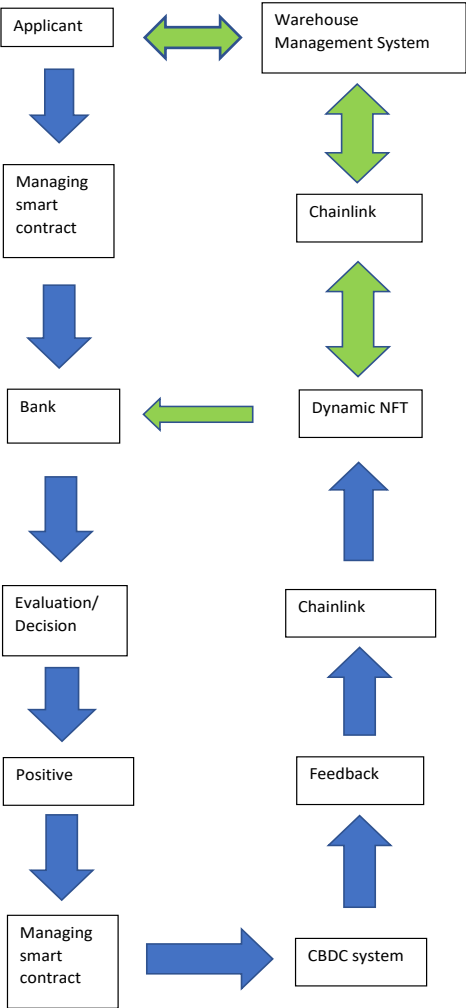 Applicant
Warehouse
Management System
Managing
smart
contract
Chainlink
Bank
Dynamic NFT
Evaluation/
Decision
Chainlink
Positive
Feedback
Managing
smart
contract
CBDC system